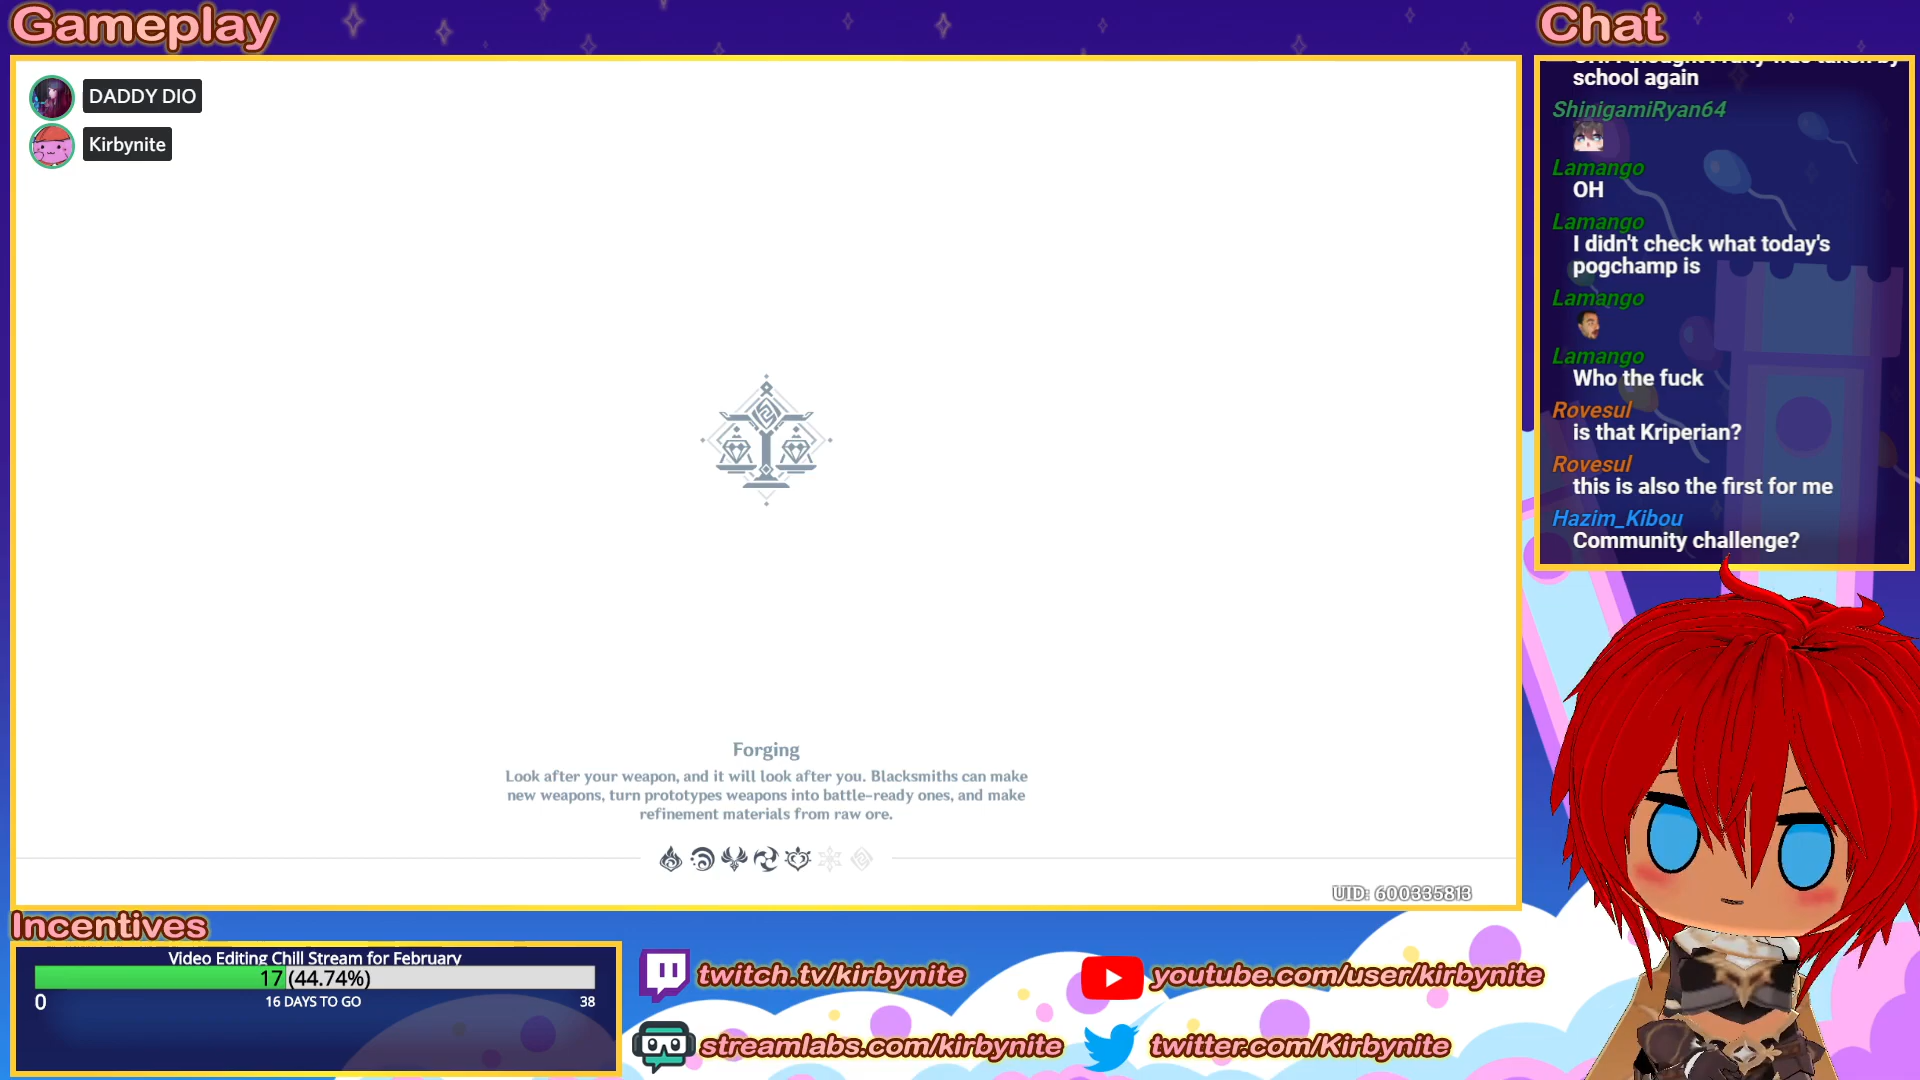 Gameplay
DADDY DIO
Kirbynite
Forging
Look after your weapon, and it will look after you. Blacksmiths can make
new weapons, turn prototypes weapons into battle-ready ones, and make
refinement materials from raw ore.
UID: 600335813
Chat
school again
ShinigamiRyan64
Lamango
OH
Lamango
I didn't check what today's
pogchamp is
Lamango
Lamango
Who the fuck
Rovesul
is that Kriperian?
Rovesul
this is also the first for me
Hazim_Kibou
Community challenge?
Incentives
Video Editing Chill Stream for February
17 (44.74%)
0
16 DAYS TO GO
38
twitch.tv/kirbynite
youtube.com/user/kirbynite
streamlabs.com/kirbynite
twitter.com/Kirbynite